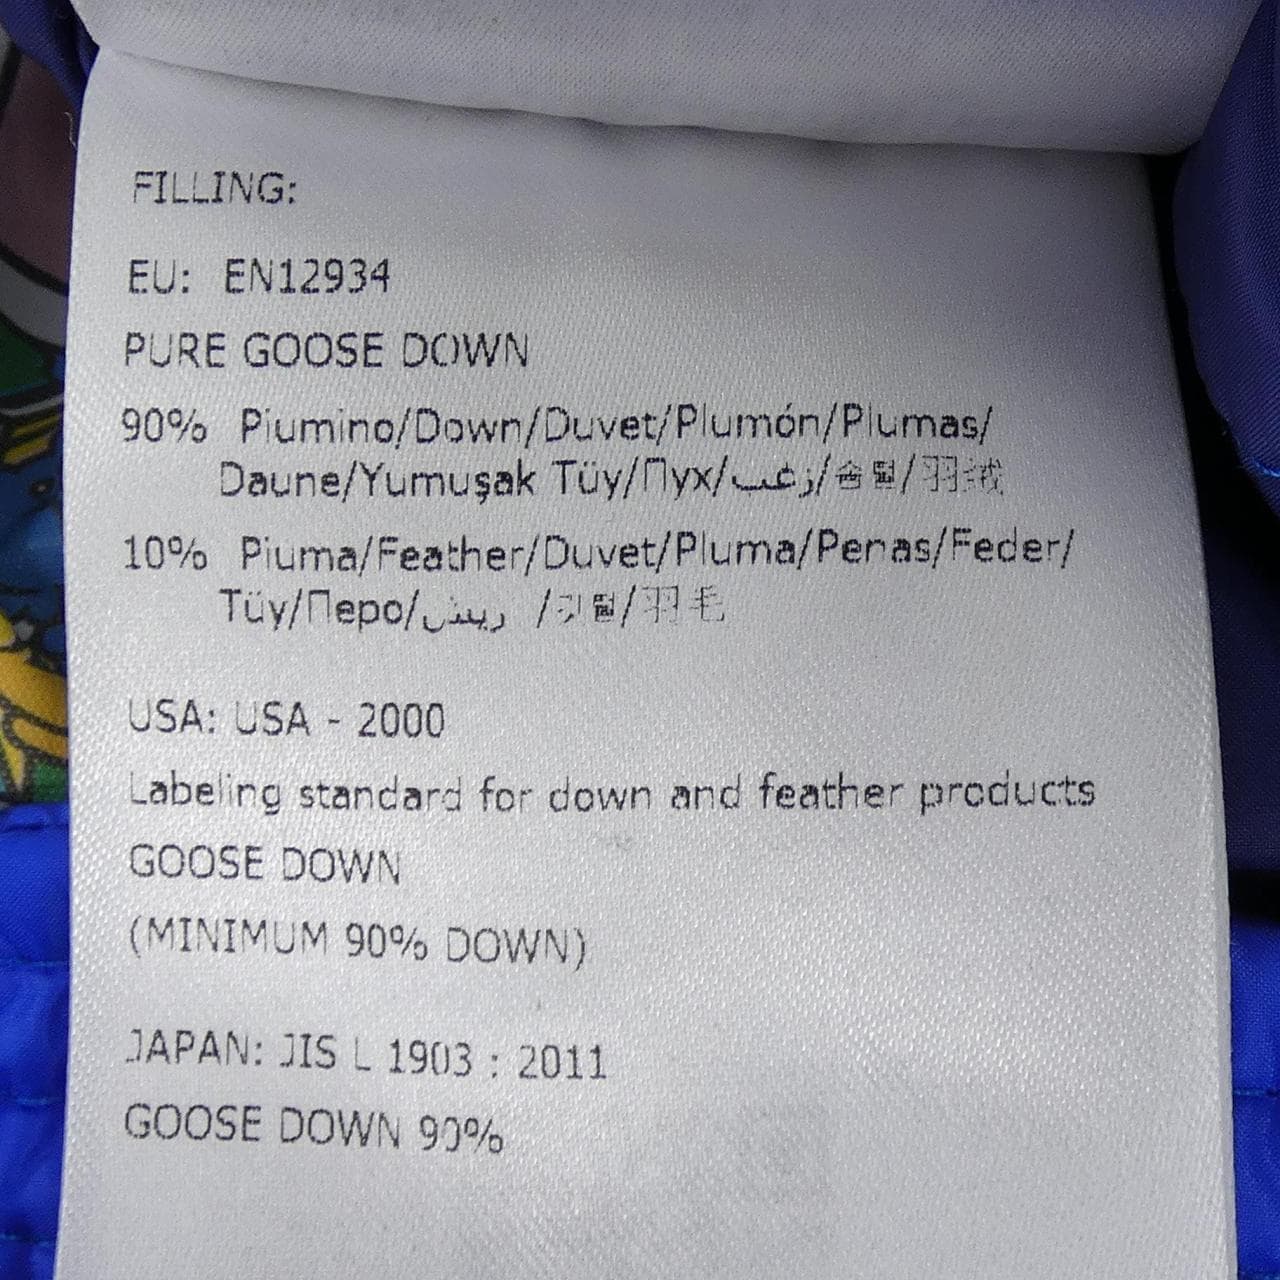 FILLING:
EU: EN12934
PURE GOOSE DOWN
90% Piumino/Down/Duvet/Plumón/Plumas/
Daune/Yumuşak Tüy/Пух/زغب/솜털/羽绒
10% Piuma/Feather/Duvet/Pluma/Penas/Feder/
Tüy/Перо/ريش /깃털/羽毛
USA: USA - 2000
Labeling standard for down and feather products
GOOSE DOWN
(MINIMUM 90% DOWN)
JAPAN: JIS L 1903 : 2011
GOOSE DOWN 90%